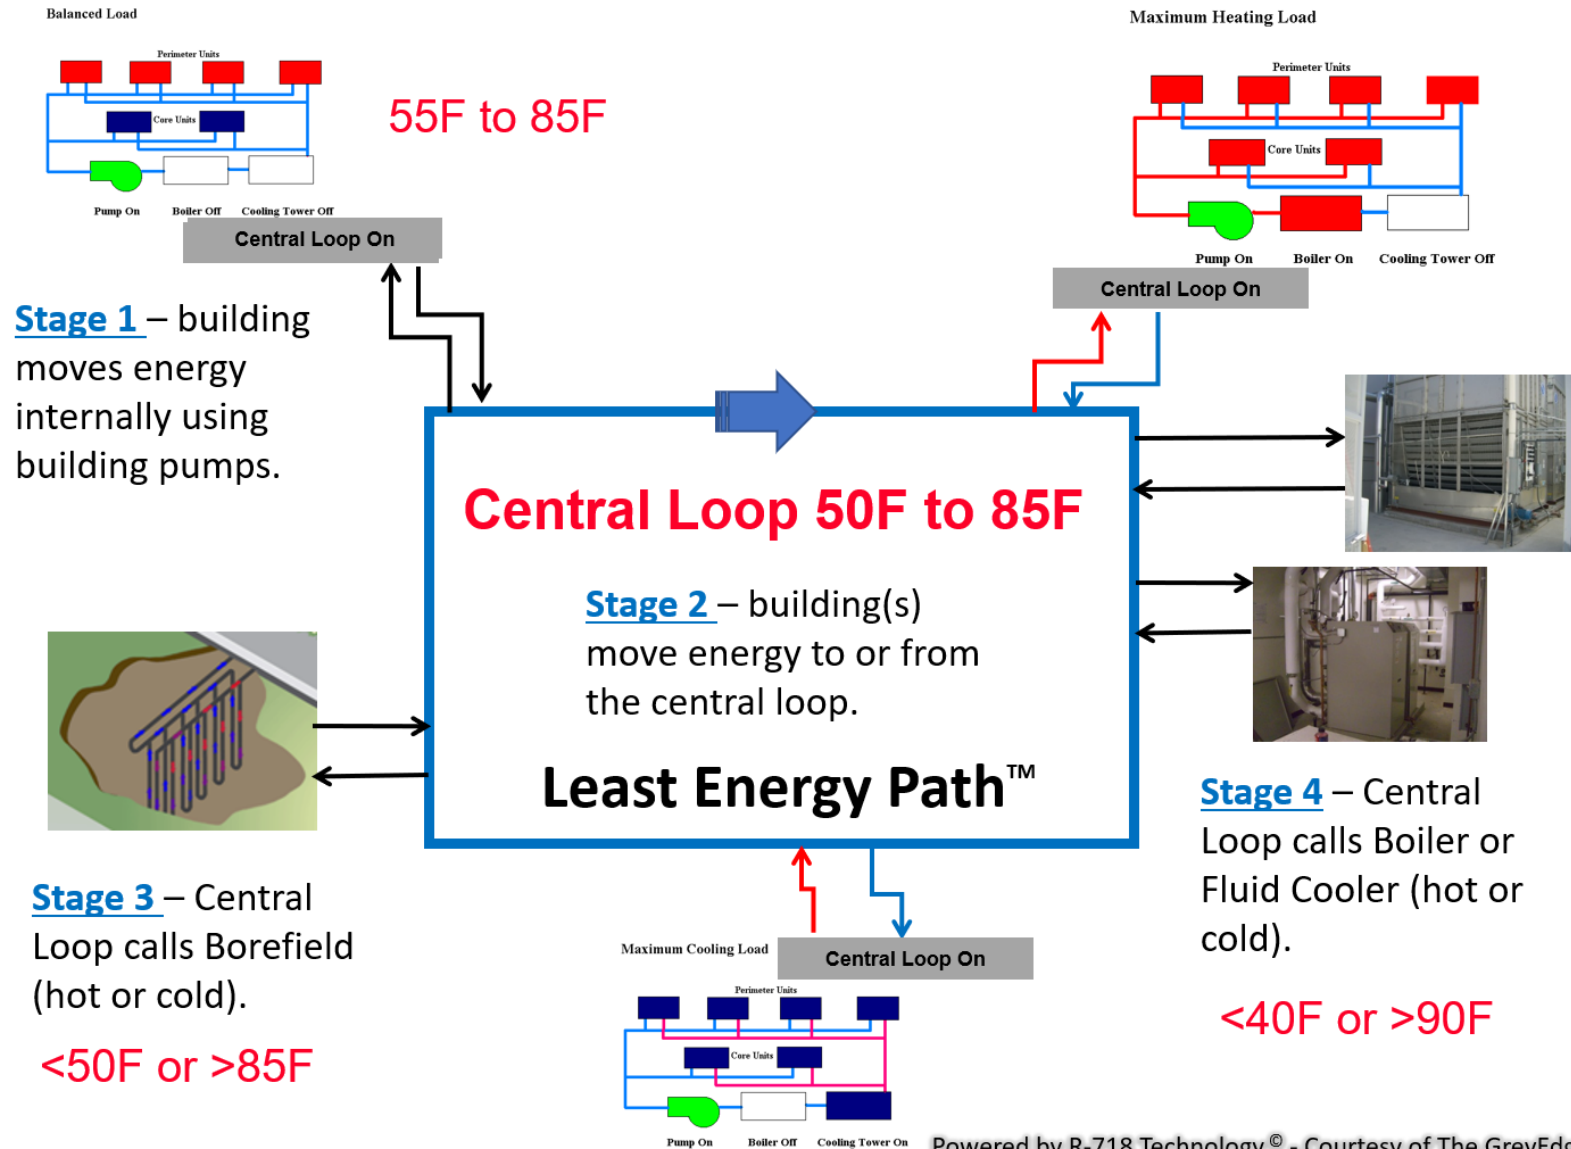 Balanced Load
Perimeter Units
Core Units
Pump On Boiler Off Cooling Tower Off
Central Loop On
55F to 85F
Maximum Heating Load
Perimeter Units
Core Units
Pump On Boiler On Cooling Tower Off
Central Loop On
Stage 1 – building
moves energy
internally using
building pumps.
Central Loop 50F to 85F
Stage 2 – building(s)
move energy to or from
the central loop.
Least Energy Path™
Stage 3 – Central
Loop calls Borefield
(hot or cold).
<50F or >85F
Stage 4 – Central
Loop calls Boiler or
Fluid Cooler (hot or
cold).
<40F or >90F
Maximum Cooling Load
Central Loop On
Perimeter Units
Core Units
Pump On Boiler Off Cooling Tower On
Powered by R-718 Technology © - Courtesy of The GreyEdg